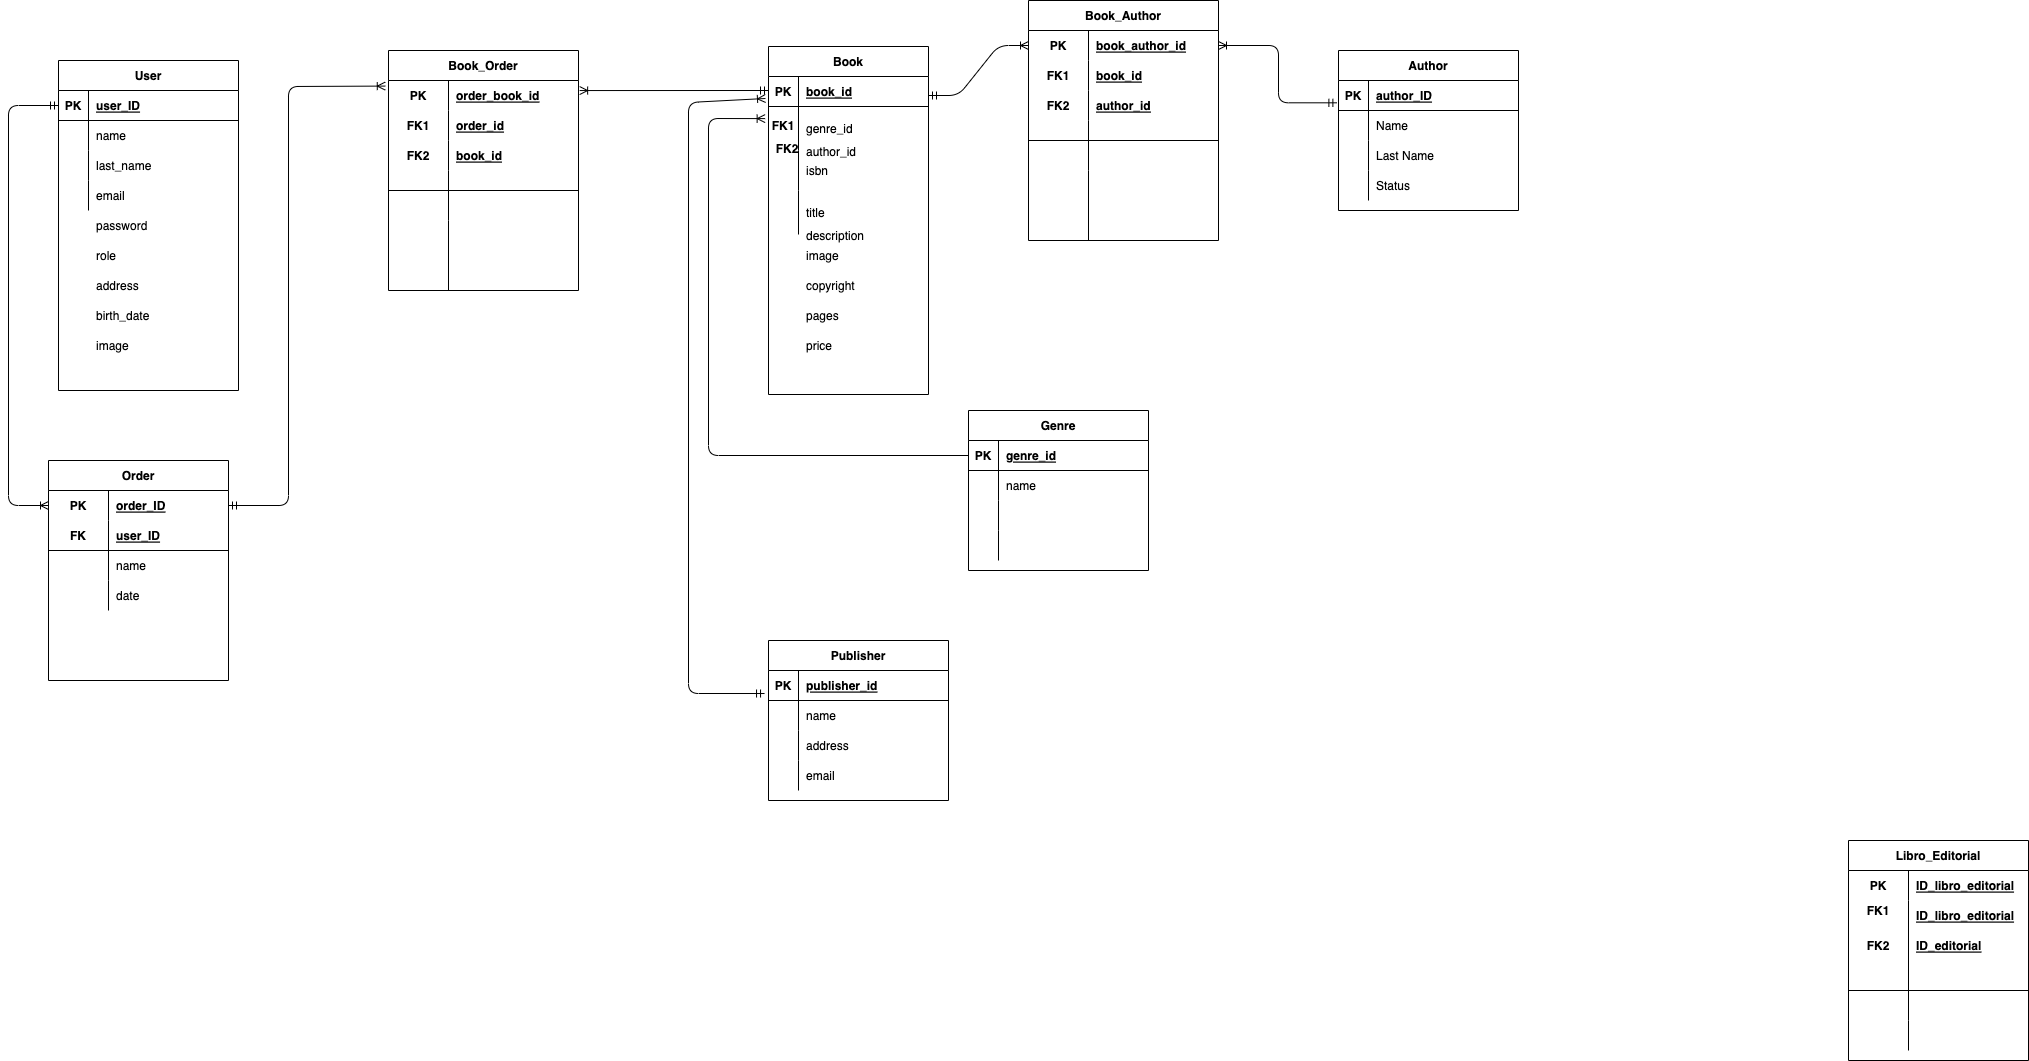 User
PK user_ID
name
last_name
email
password
role
address
birth_date
image
Book_Order
PK order_book_id
FK1 order_id
FK2 book_id
Book
PK book_id
FK1 genre_id
FK2 author_id
isbn
title
description
image
copyright
pages
price
Book_Author
PK book_author_id
FK1 book_id
FK2 author_id
Author
PK author_ID
Name
Last Name
Status
Order
PK order_ID
FK user_ID
name
date
Genre
PK genre_id
name
Publisher
PK publisher_id
name
address
email
Libro_Editorial
PK ID_libro_editorial
FK1 ID_libro_editorial
FK2 ID_editorial